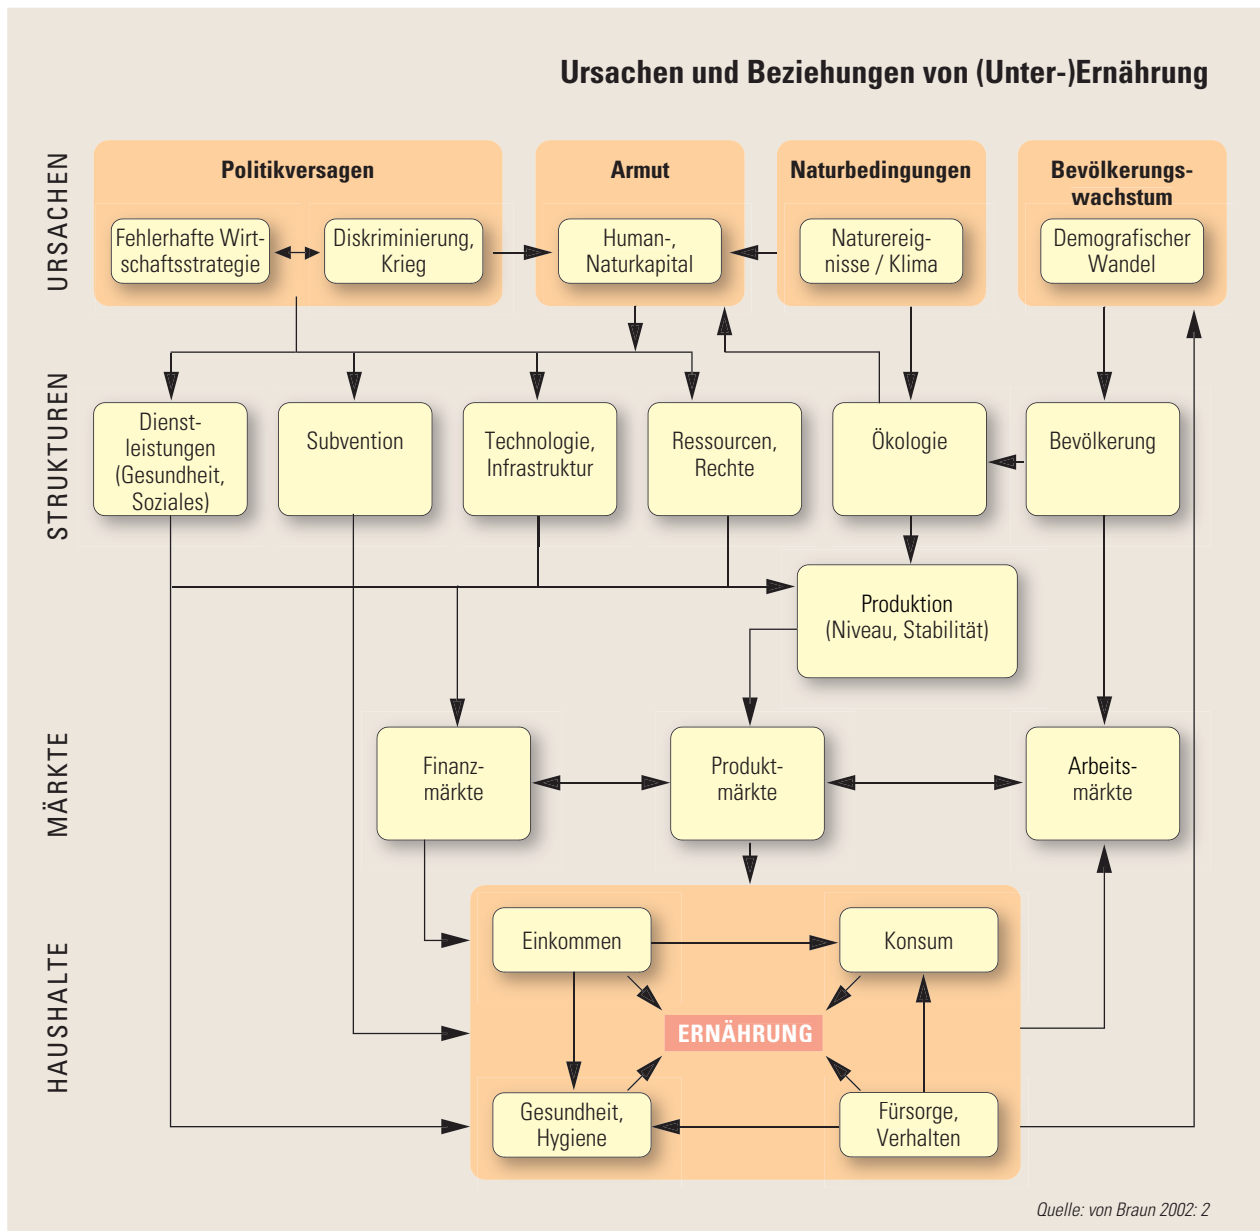 Ursachen und Beziehungen von (Unter-)Ernährung
URSACHEN
Politikversagen
Fehlerhafte Wirt-
schaftsstrategie
Diskriminierung,
Krieg
Armut
Human-,
Naturkapital
Naturbedingungen
Naturereig-
nisse / Klima
Bevölkerungs-
wachstum
Demografischer
Wandel
STRUKTUREN
Dienst-
leistungen
(Gesundheit,
Soziales)
Subvention
Technologie,
Infrastruktur
Ressourcen,
Rechte
Ökologie
Bevölkerung
Produktion
(Niveau, Stabilität)
MÄRKTE
Finanz-
märkte
Produkt-
märkte
Arbeits-
märkte
HAUSHALTE
Einkommen
Konsum
ERNÄHRUNG
Gesundheit,
Hygiene
Fürsorge,
Verhalten
Quelle: von Braun 2002: 2